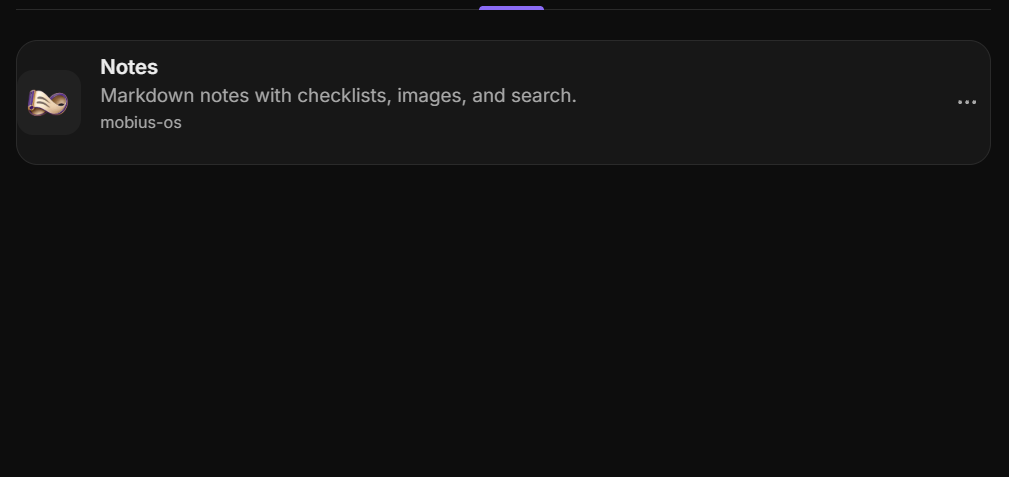 Notes
Markdown notes with checklists, images, and search.
mobius-os